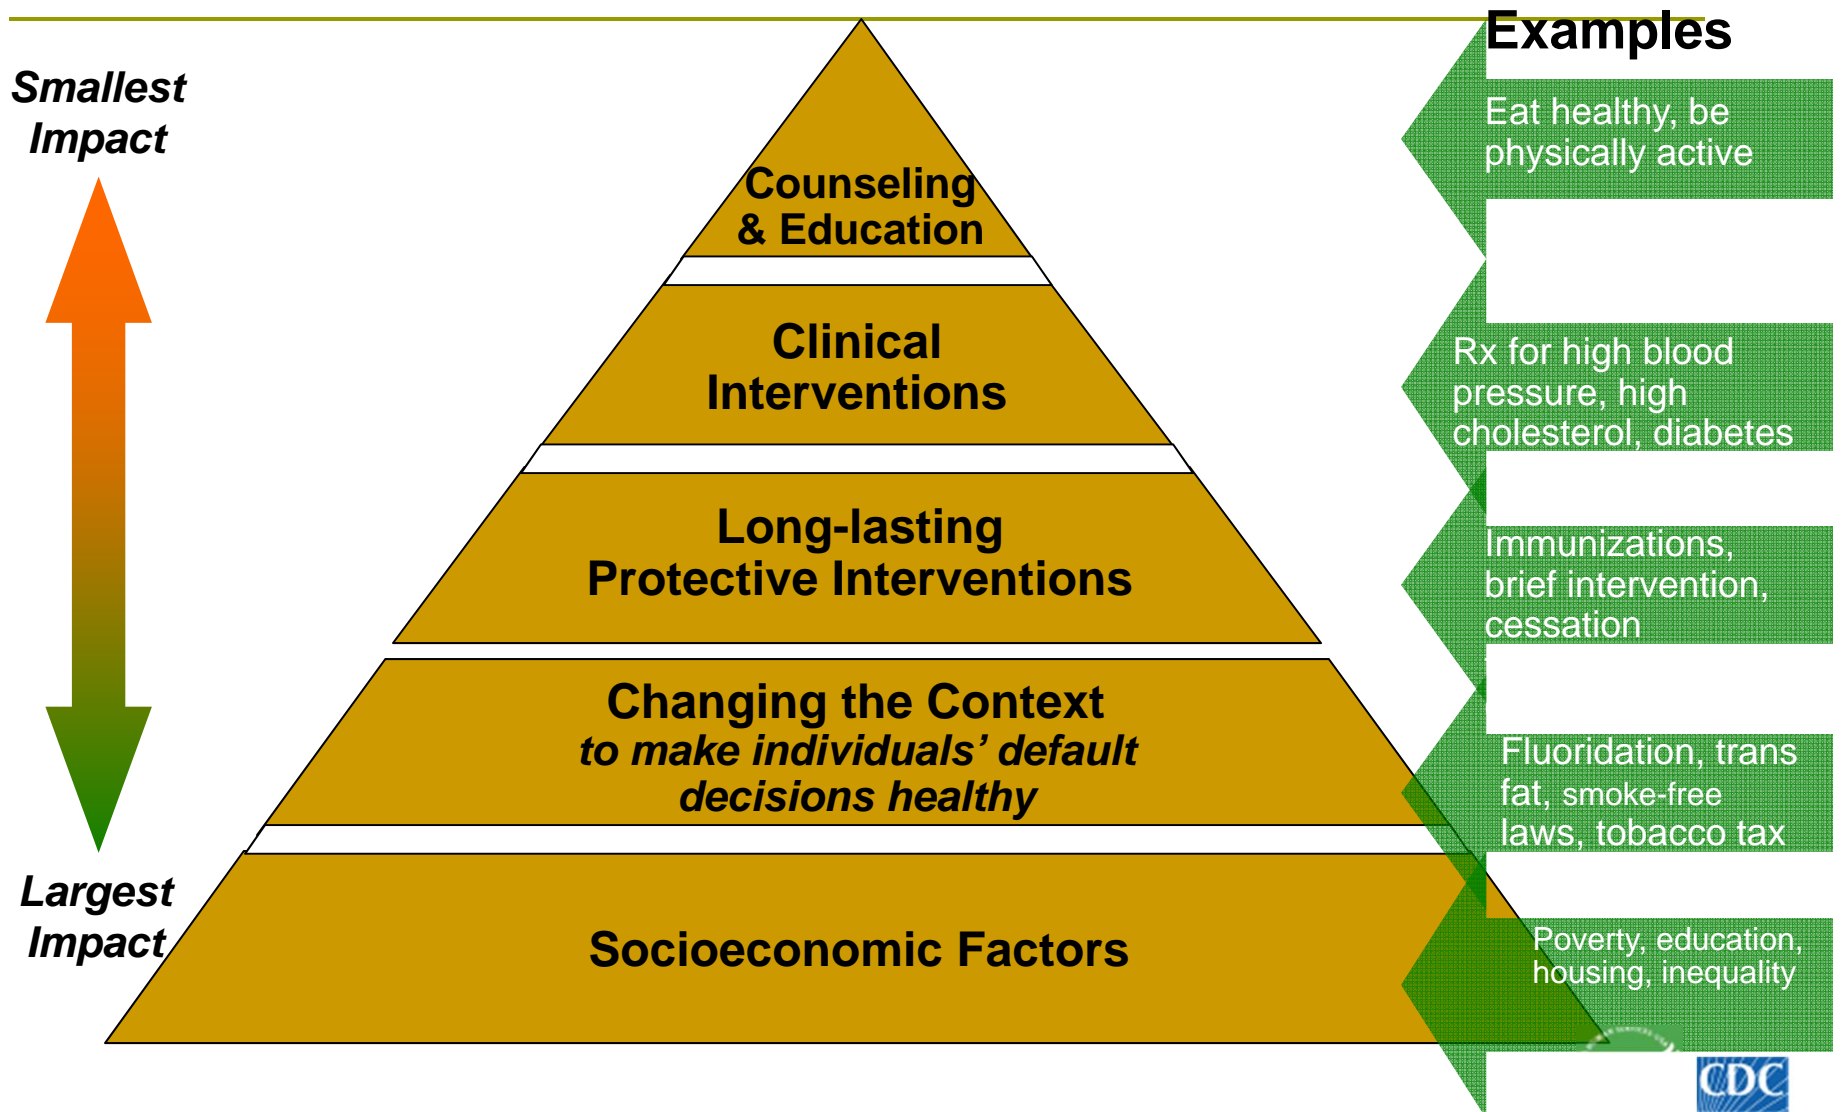 Examples
Smallest
Impact
Counseling
& Education
Eat healthy, be
physically active
Clinical
Interventions
Rx for high blood
pressure, high
cholesterol, diabetes
Long-lasting
Protective Interventions
Immunizations,
brief intervention,
cessation
Changing the Context
to make individuals’ default
decisions healthy
Fluoridation, trans
fat, smoke-free
laws, tobacco tax
Largest
Impact
Socioeconomic Factors
Poverty, education,
housing, inequality
CDC